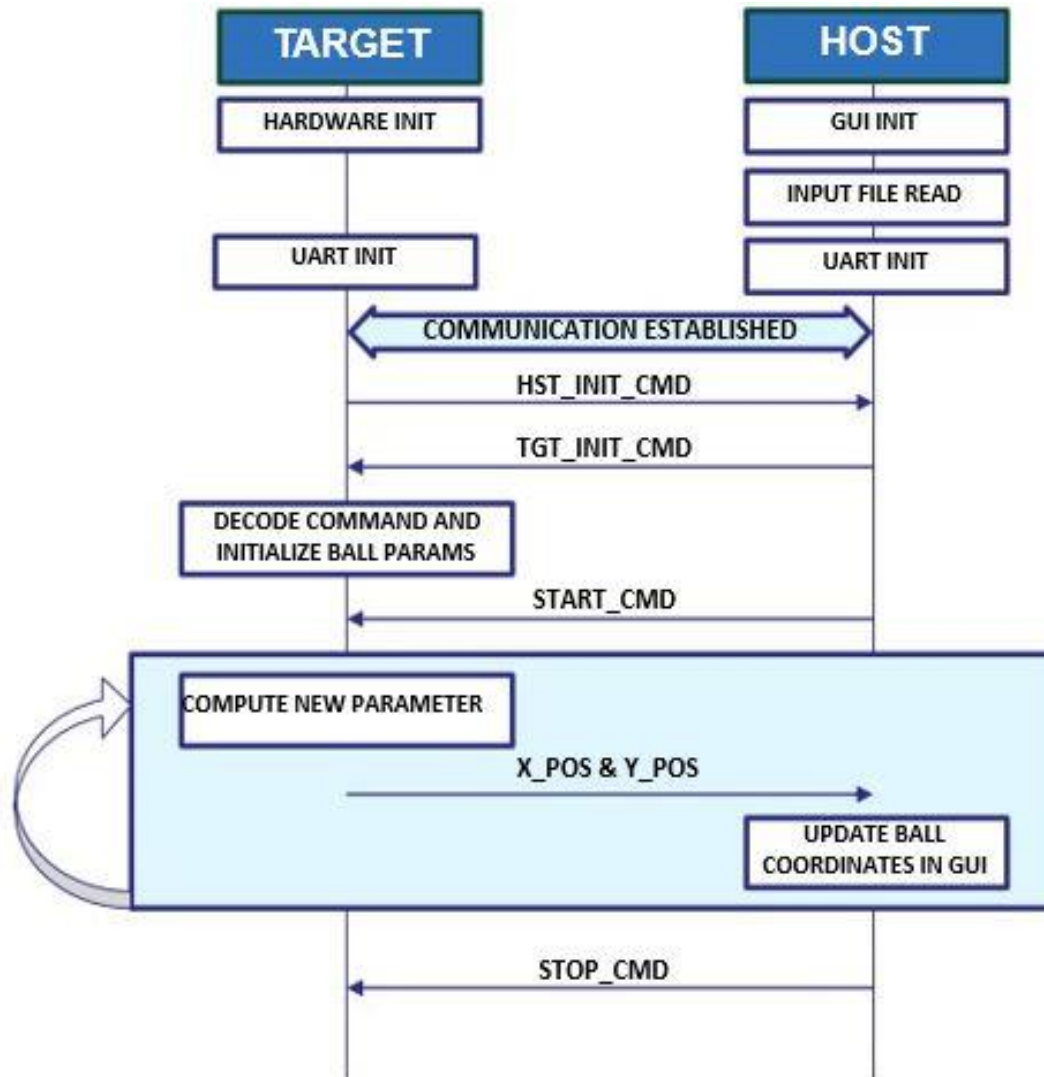 TARGET
HOST
HARDWARE INIT
GUI INIT
INPUT FILE READ
UART INIT
UART INIT
COMMUNICATION ESTABLISHED
HST_INIT_CMD
TGT_INIT_CMD
DECODE COMMAND AND
INITIALIZE BALL PARAMS
START_CMD
COMPUTE NEW PARAMETER
X_POS & Y_POS
UPDATE BALL
COORDINATES IN GUI
STOP_CMD